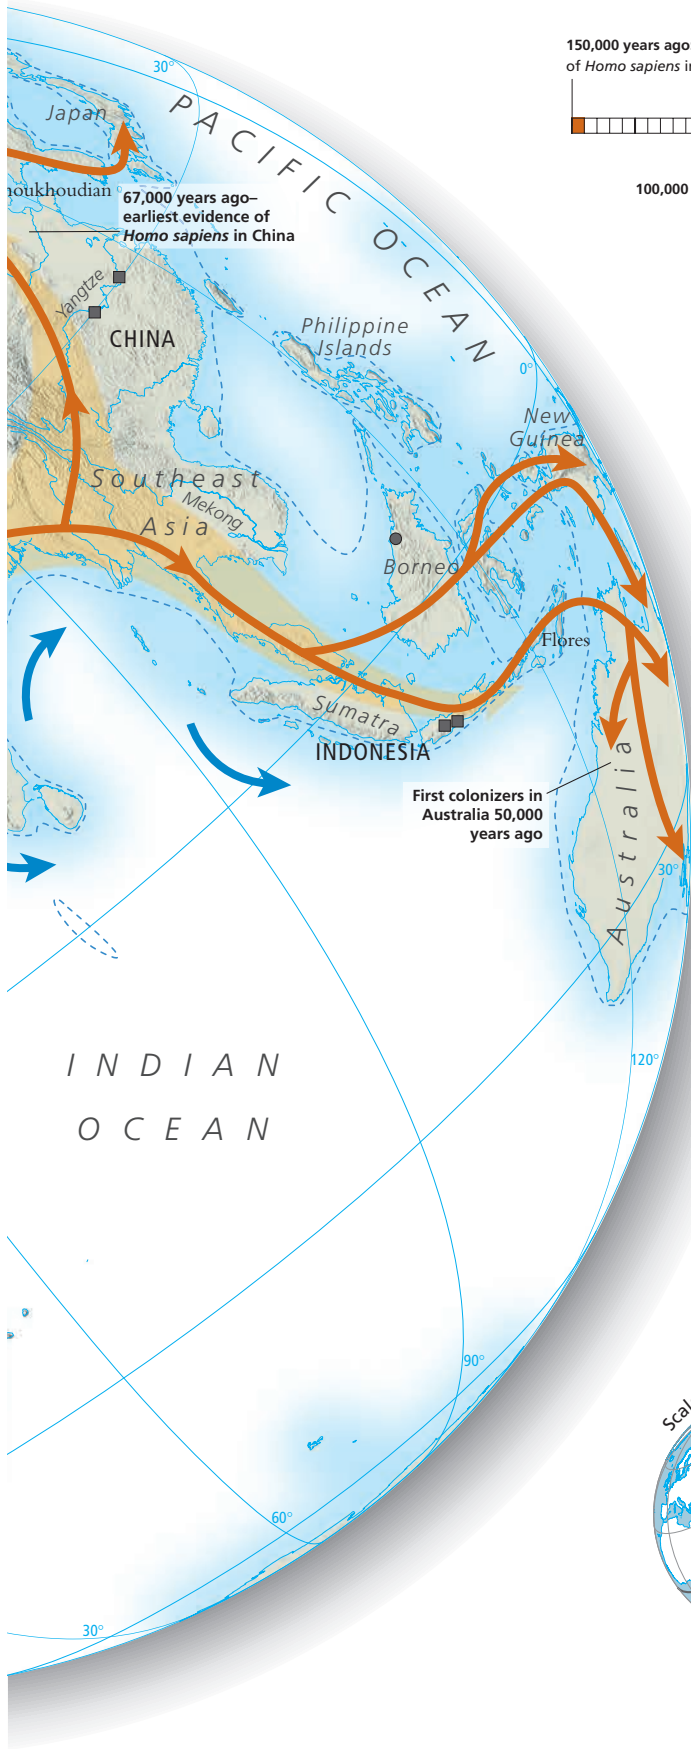 150,000 years ago
of Homo sapiens in
30°
Japan
PACIFIC OCEAN
100,000
oukhoudian
67,000 years ago–
earliest evidence of
Homo sapiens in China
Yangtze
CHINA
Philippine
Islands
0°
New
Guinea
Southeast
Asia
Mekong
Borneo
Flores
Sumatra
INDONESIA
First colonizers in
Australia 50,000
years ago
Australia
30°
INDIAN
OCEAN
120°
90°
60°
30°
Scal